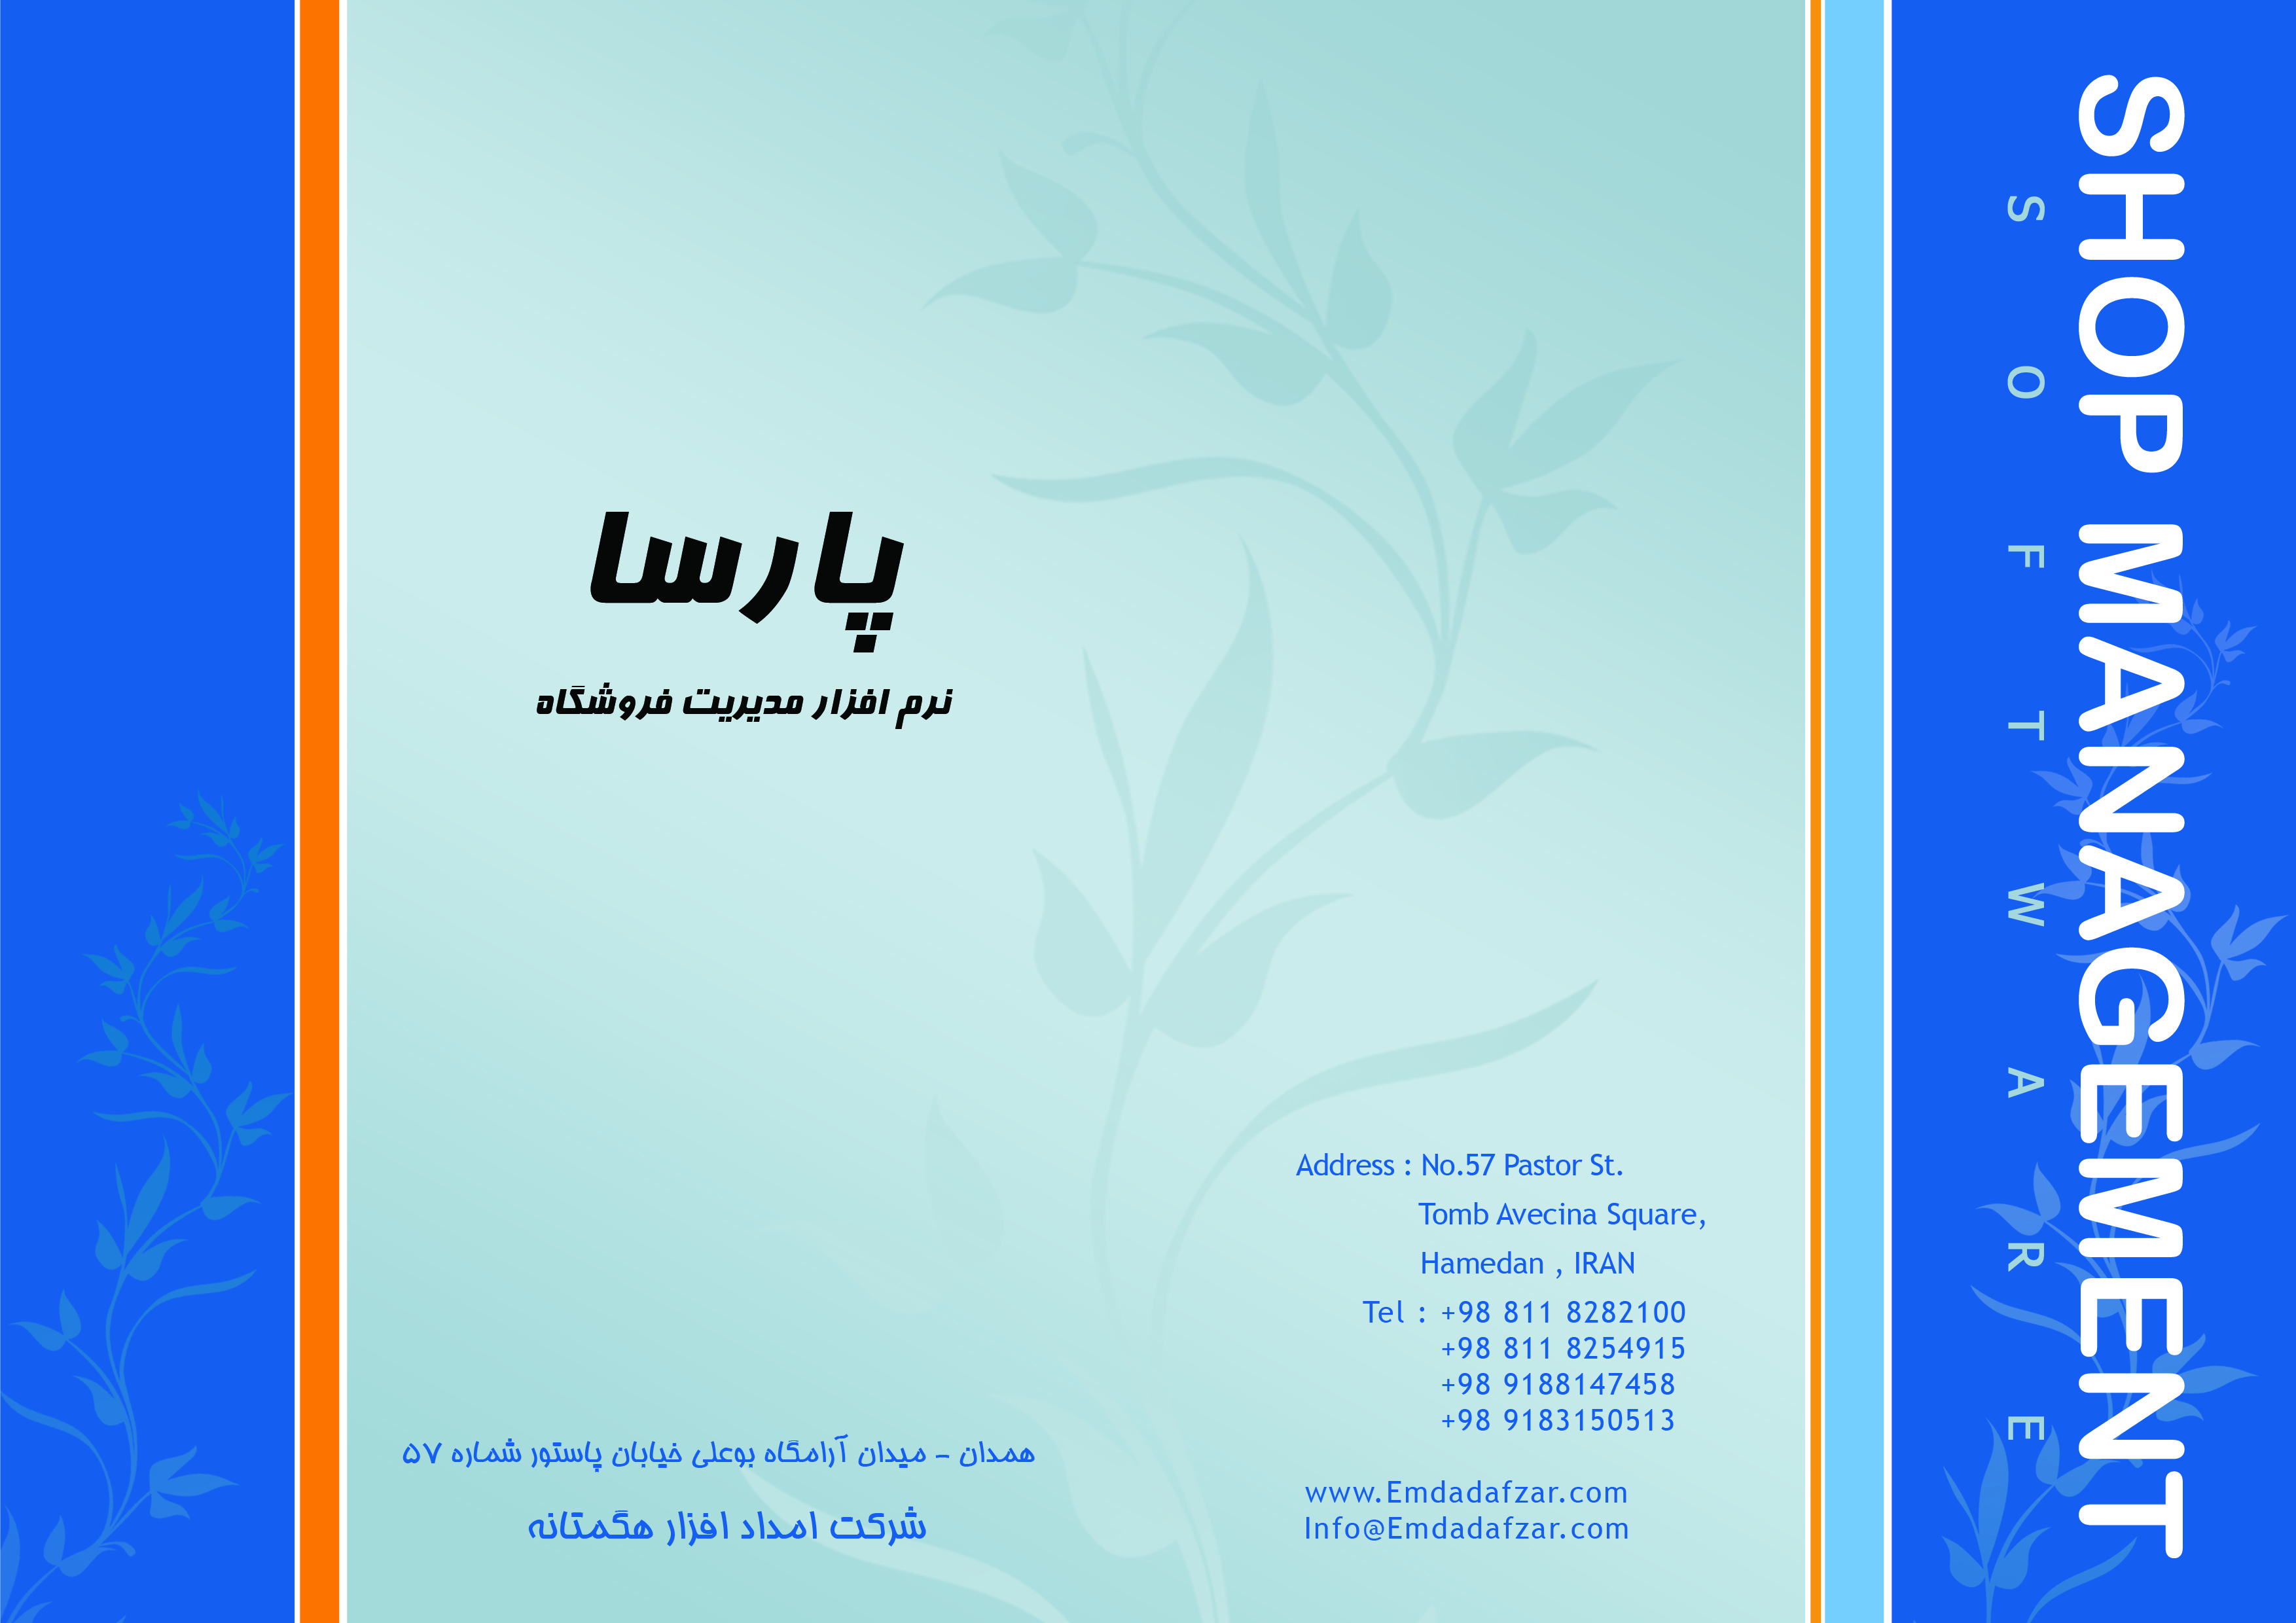 پارسا
نرم افزار مدیریت فروشگاه
Address : No.57 Pastor St.
Tomb Avecina Square,
Hamedan , IRAN
Tel : +98 811 8282100
+98 811 8254915
+98 9188147458
+98 9183150513
www.Emdadafzar.com
Info@Emdadafzar.com
همدان - میدان آرامگاه بوعلی خیابان پاستور شماره ۵۷
شرکت امداد افزار هگمتانه
SHOP MANAGEMENT
SOFTWARE